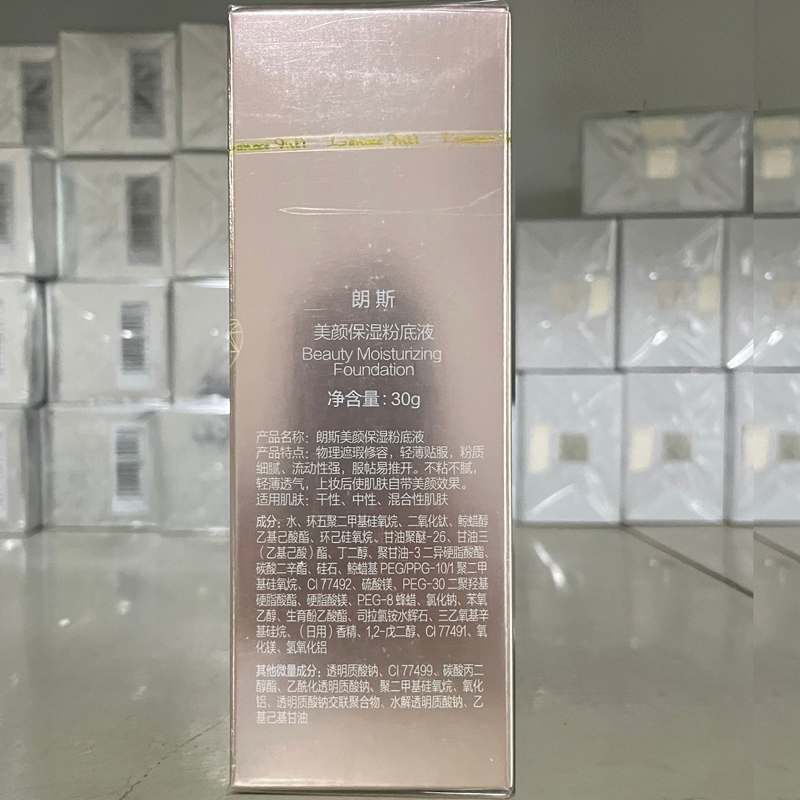 Lance Yuti
朗斯
美颜保湿粉底液
Beauty Moisturizing
Foundation
净含量：30g
产品名称：朗斯美颜保湿粉底液
产品特点：物理遮瑕修容，轻薄贴服，粉质
细腻、流动性强，服帖易推开。不粘不腻，
轻薄透气，上妆后使肌肤自带美颜效果。
适用肌肤：干性、中性、混合性肌肤
成分：水、环五聚二甲基硅氧烷、二氧化钛、鲸蜡醇
乙基己酸酯、环己硅氧烷、甘油聚醚-26、甘油三
（乙基己酸）酯、丁二醇、聚甘油-3 二异硬脂酸酯、
碳酸二辛酯、硅石、鲸蜡基 PEG/PPG-10/1 聚二甲
基硅氧烷、CI 77492、硫酸镁、PEG-30 二聚羟基
硬脂酸酯、硬脂酸镁、PEG-8 蜂蜡、氯化钠、苯氧
乙醇、生育酚乙酸酯、司拉氯铵水辉石、三乙氧基辛
基硅烷、（日用）香精、1,2-戊二醇、CI 77491、氧
化镁、氢氧化铝
其他微量成分：透明质酸钠、CI 77499、碳酸丙二
醇酯、乙酰化透明质酸钠、聚二甲基硅氧烷、氧化
铝、透明质酸钠交联聚合物、水解透明质酸钠、乙
基己基甘油